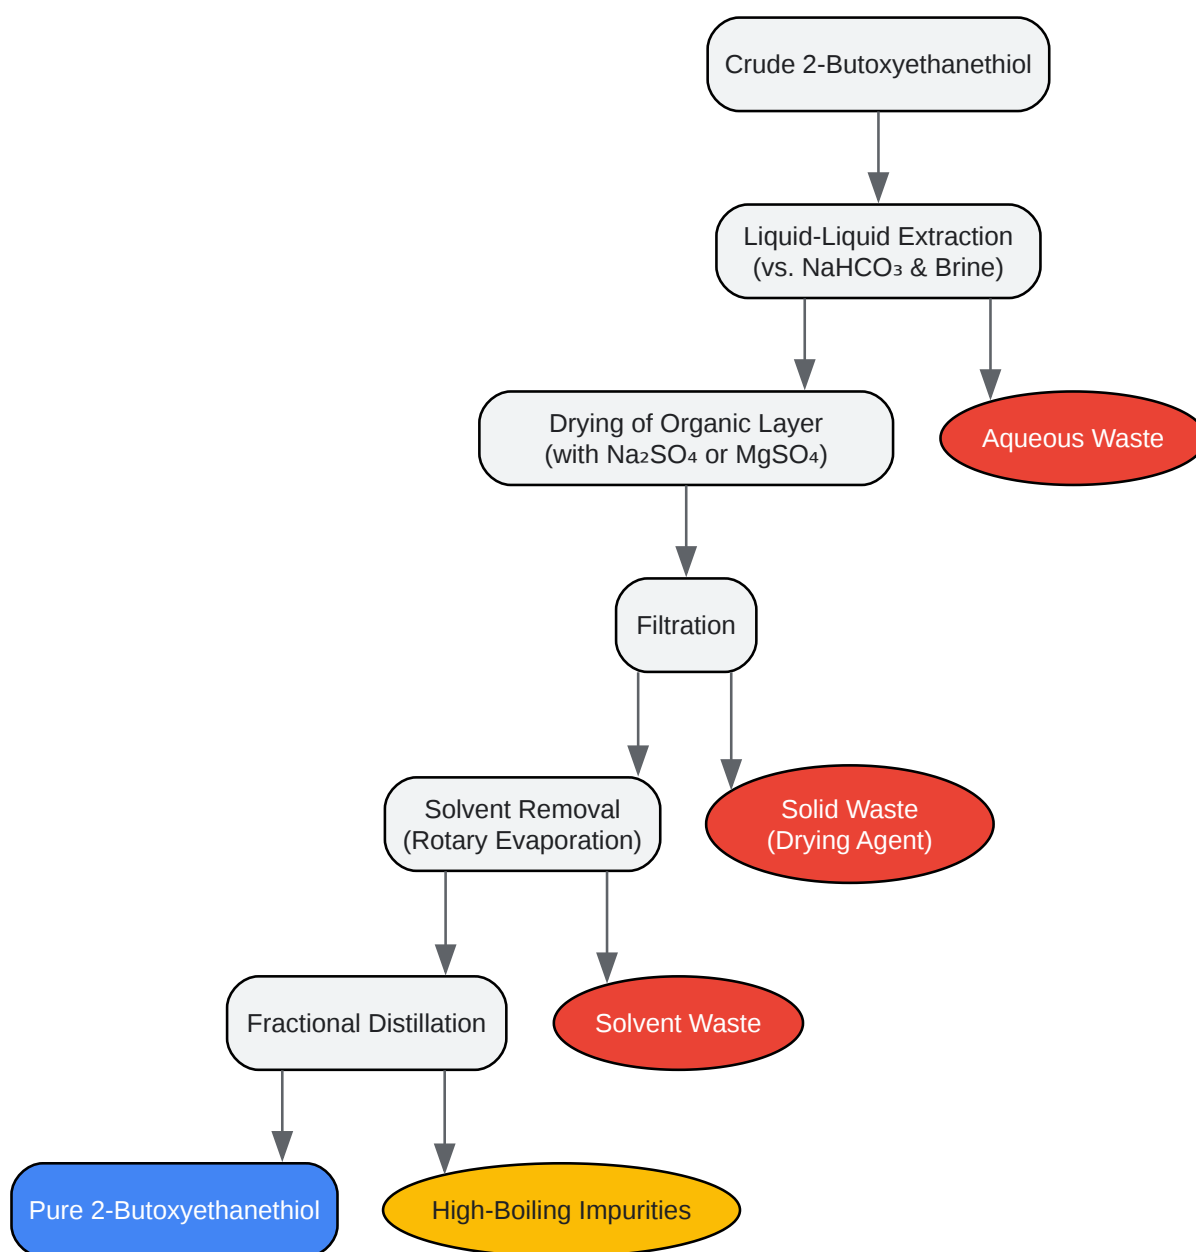 Crude 2-Butoxyethanethiol
Liquid-Liquid Extraction
(vs. NaHCO₃ & Brine)
Drying of Organic Layer
(with Na₂SO₄ or MgSO₄)
Aqueous Waste
Filtration
Solvent Removal
(Rotary Evaporation)
Solid Waste
(Drying Agent)
Fractional Distillation
Solvent Waste
Pure 2-Butoxyethanethiol
High-Boiling Impurities